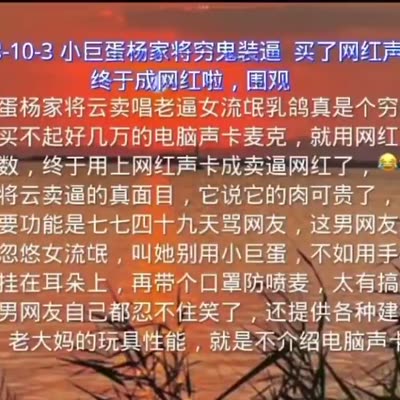 -10-3 小巨蛋杨家将穷鬼装逼 买了网红声
终于成网红啦，围观
蛋杨家将云卖唱老逼女流氓乳鸽真是个穷
买不起好几万的电脑声卡麦克，就用网红
数，终于用上网红声卡成卖逼网红了，😂
将云卖逼的真面目，它说它的肉可贵了，
要功能是七七四十九天骂网友，这男网友
忽悠女流氓，叫她别用小巨蛋，不如用手
挂在耳朵上，再带个口罩防喷麦，太有搞
男网友自己都忍不住笑了，还提供各种建
老大妈的玩具性能，就是不介绍电脑声卡